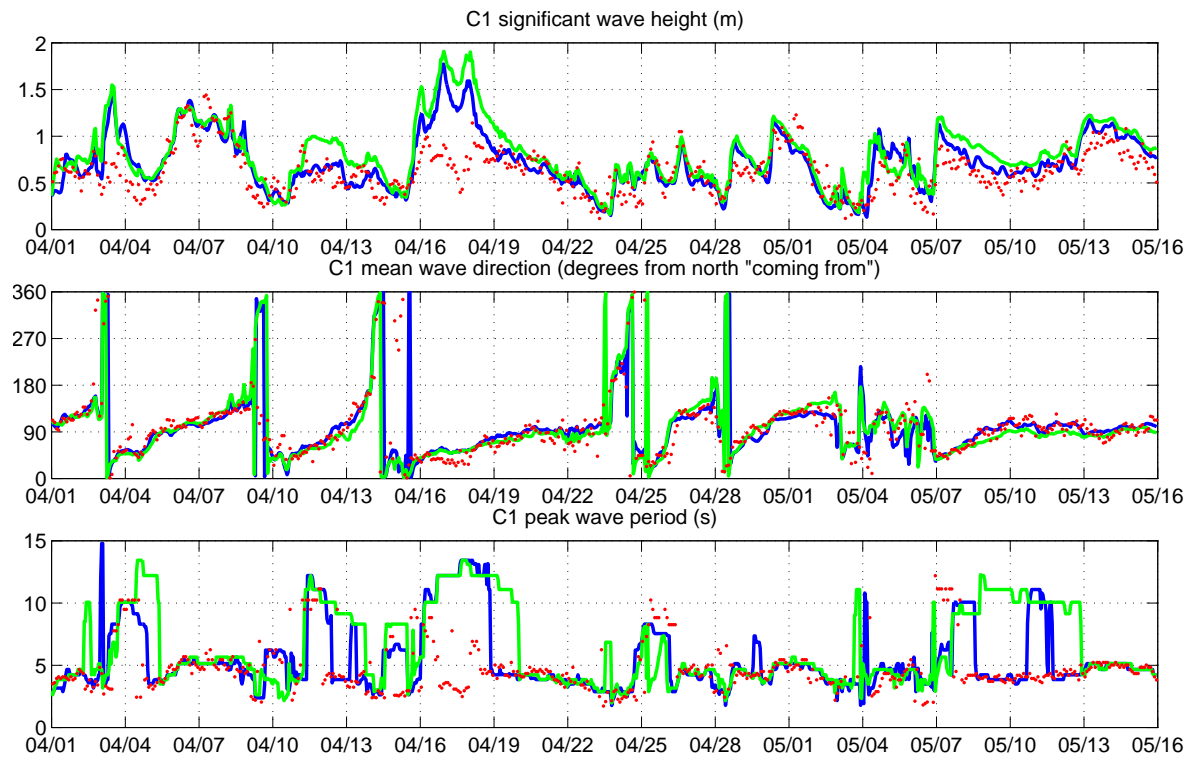 C1 significant wave height (m)
2
1.5
1
0.5
0
04/01 04/04 04/07 04/10 04/13 04/16 04/19 04/22 04/25 04/28 05/01 05/04 05/07 05/10 05/13 05/16
C1 mean wave direction (degrees from north "coming from")
360
270
180
90
0
04/01 04/04 04/07 04/10 04/13 04/16 04/19 04/22 04/25 04/28 05/01 05/04 05/07 05/10 05/13 05/16
C1 peak wave period (s)
15
10
5
0
04/01 04/04 04/07 04/10 04/13 04/16 04/19 04/22 04/25 04/28 05/01 05/04 05/07 05/10 05/13 05/16